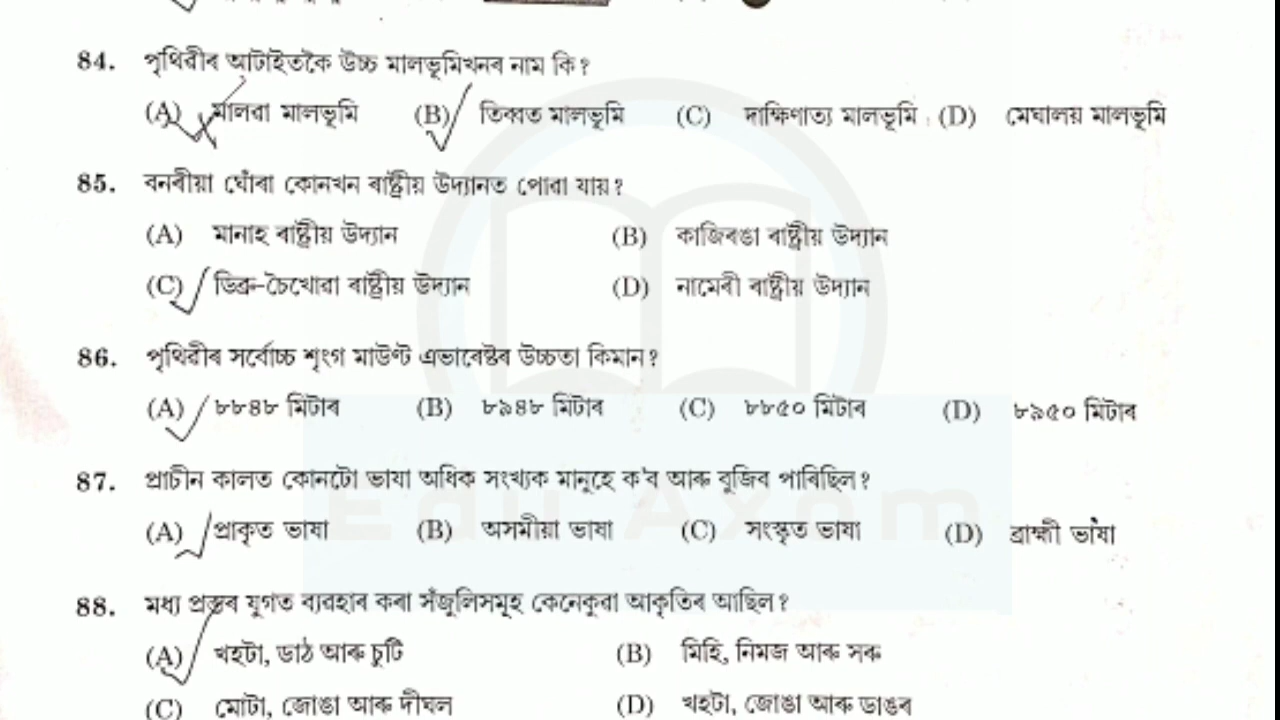 84. পৃথিৱীৰ আটাইতকৈ উচ্চ মালভূমিখনৰ নাম কি?
(A) মালৱা মালভূমি (B) তিব্বত মালভূমি (C) দাক্ষিণাত্য মালভূমি (D) মেঘালয় মালভূমি
85. বনৰীয়া ঘোঁৰা কোনখন ৰাষ্ট্ৰীয় উদ্যানত পোৱা যায়?
(A) মানাহ ৰাষ্ট্ৰীয় উদ্যান (B) কাজিৰঙা ৰাষ্ট্ৰীয় উদ্যান
(C) ডিব্ৰু-চৈখোৱা ৰাষ্ট্ৰীয় উদ্যান (D) নামেৰী ৰাষ্ট্ৰীয় উদ্যান
86. পৃথিৱীৰ সৰ্বোচ্চ শৃংগ মাউণ্ট এভাৰেষ্টৰ উচ্চতা কিমান?
(A) ৮৮৪৮ মিটাৰ (B) ৮৯৪৮ মিটাৰ (C) ৮৮৫০ মিটাৰ (D) ৮৯৫০ মিটাৰ
87. প্ৰাচীন কালত কোনটো ভাষা অধিক সংখ্যক মানুহে ক'ব আৰু বুজিব পাৰিছিল?
Edu Axom
(A) প্ৰাকৃত ভাষা (B) অসমীয়া ভাষা (C) সংস্কৃত ভাষা (D) ব্ৰাহ্মী ভাষা
88. মধ্য প্ৰস্তৰ যুগত ব্যৱহাৰ কৰা সঁজুলিসমূহ কেনেকুৱা আকৃতিৰ আছিল?
(A) খহটা, ডাঠ আৰু চুটি (B) মিহি, নিমজ আৰু সৰু
(C) মোটা, জোঙা আৰু দীঘল (D) খহটা, জোঙা আৰু ডাঙৰ